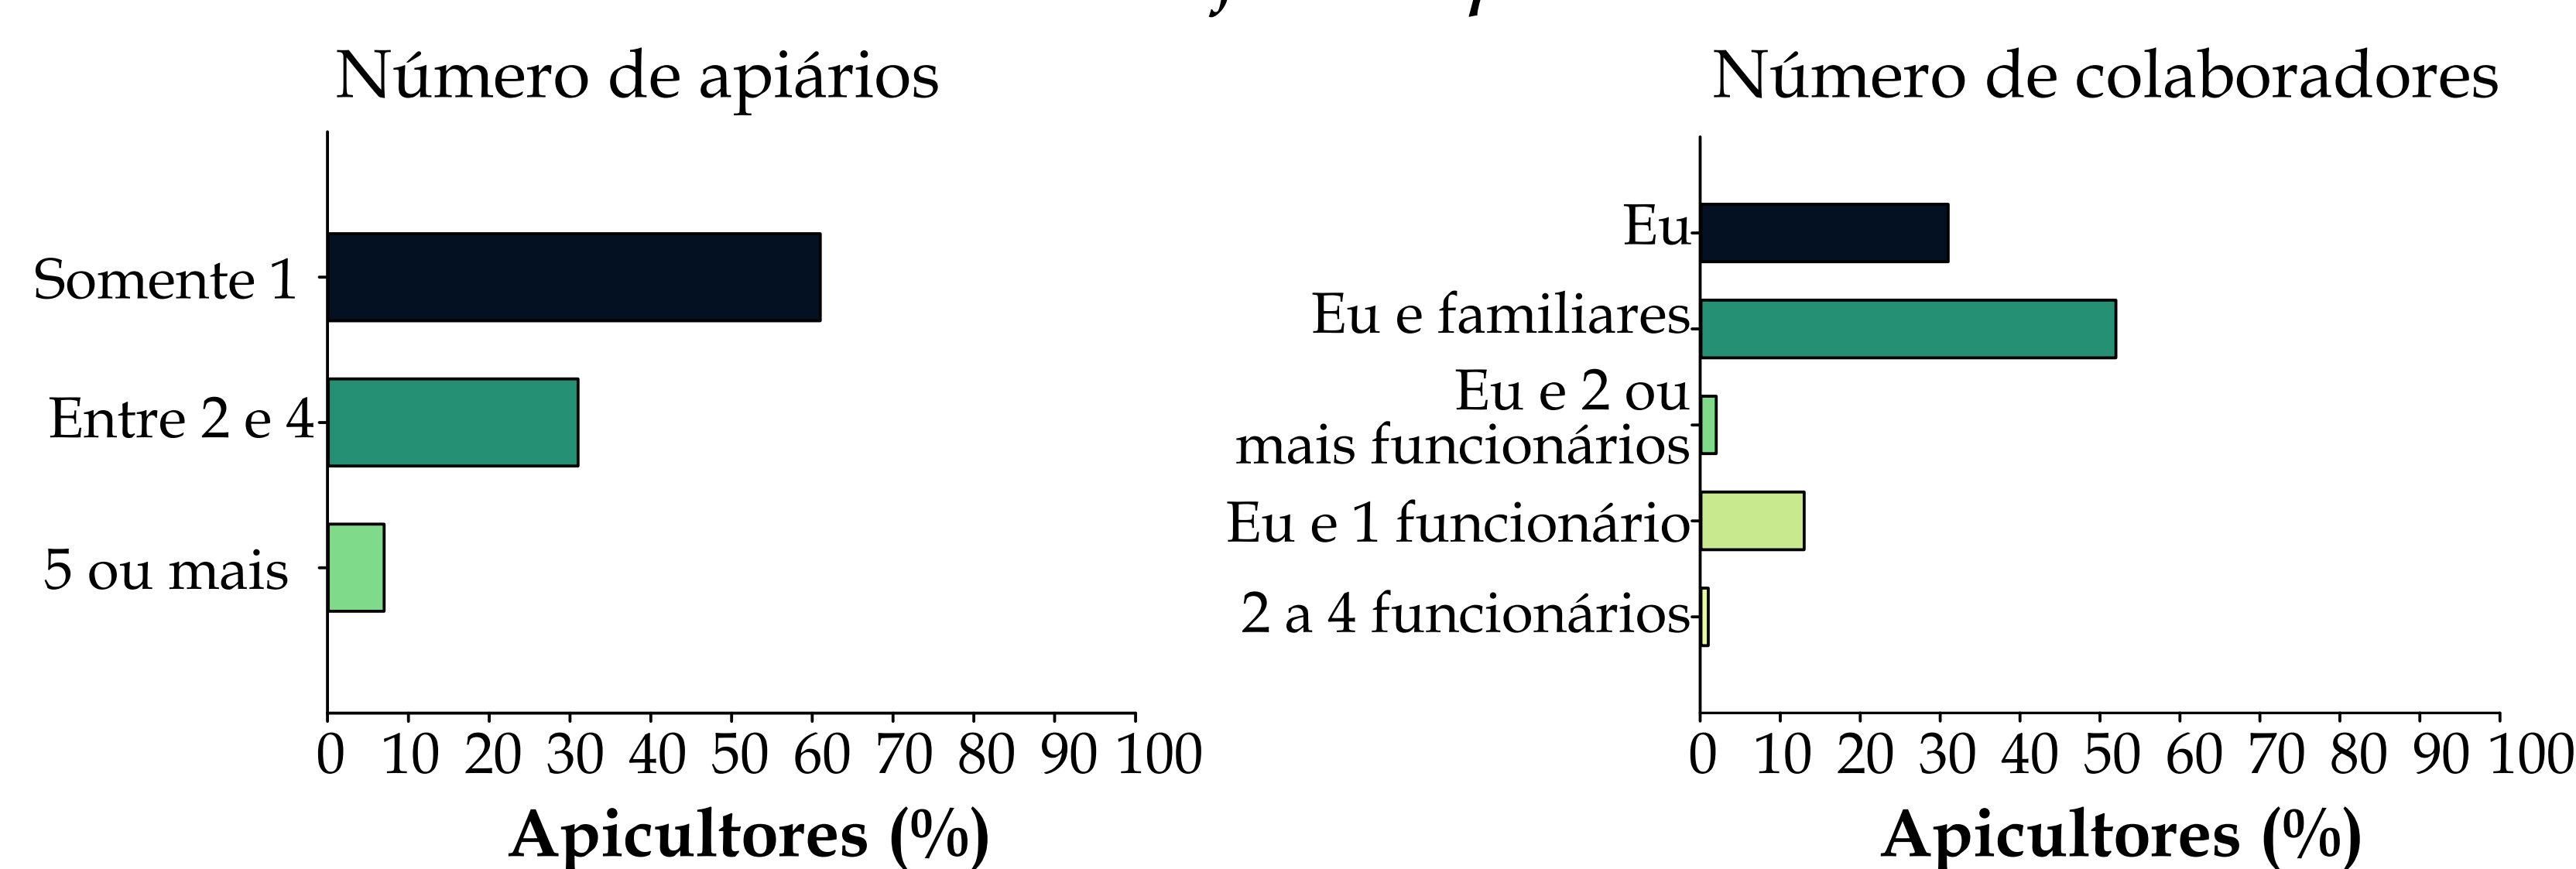 Número de apiários
Somente 1
Entre 2 e 4
5 ou mais
0 10 20 30 40 50 60 70 80 90 100
Apicultores (%)
Número de colaboradores
Eu
Eu e familiares
Eu e 2 ou
mais funcionários
Eu e 1 funcionário
2 a 4 funcionários
0 10 20 30 40 50 60 70 80 90 100
Apicultores (%)